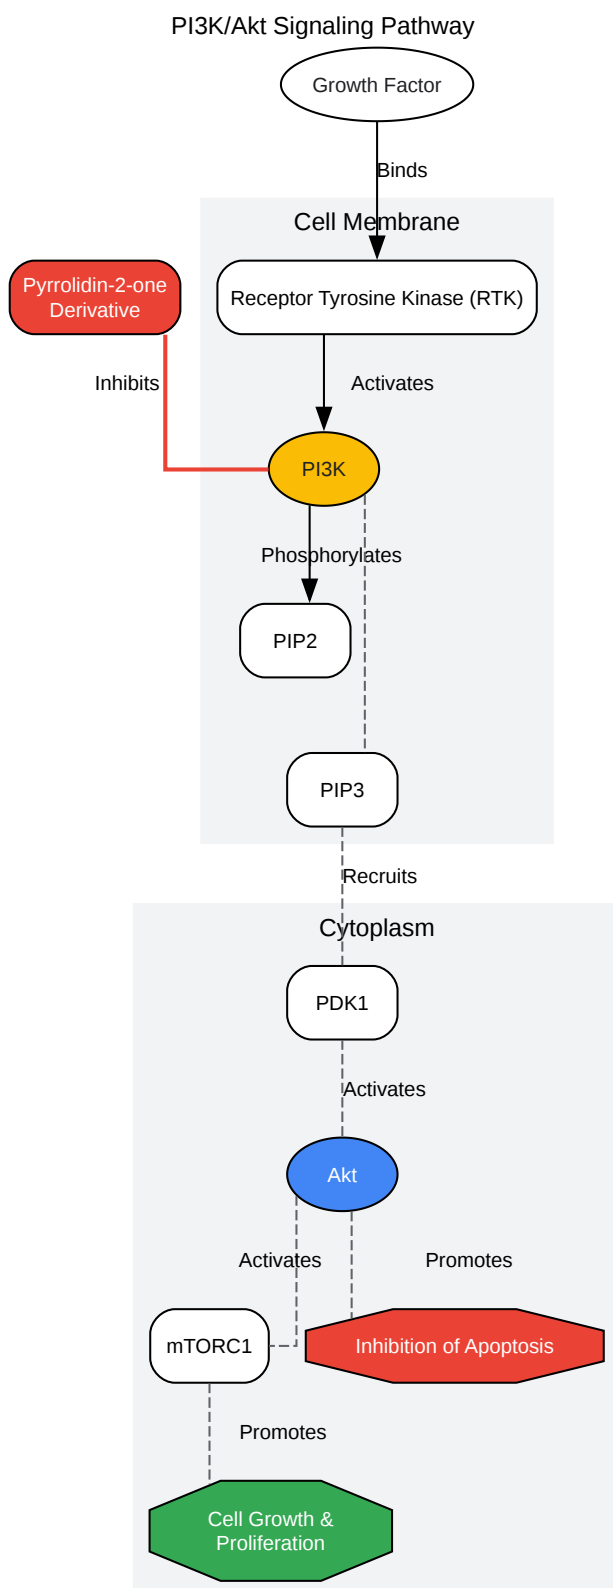 PI3K/Akt Signaling Pathway
Growth Factor
Binds
Cell Membrane
Pyrrolidin-2-one
Derivative
Receptor Tyrosine Kinase (RTK)
Inhibits
Activates
PI3K
Phosphorylates
PIP2
PIP3
Recruits
Cytoplasm
PDK1
Activates
Akt
Activates
Promotes
mTORC1
Inhibition of Apoptosis
Promotes
Cell Growth &
Proliferation